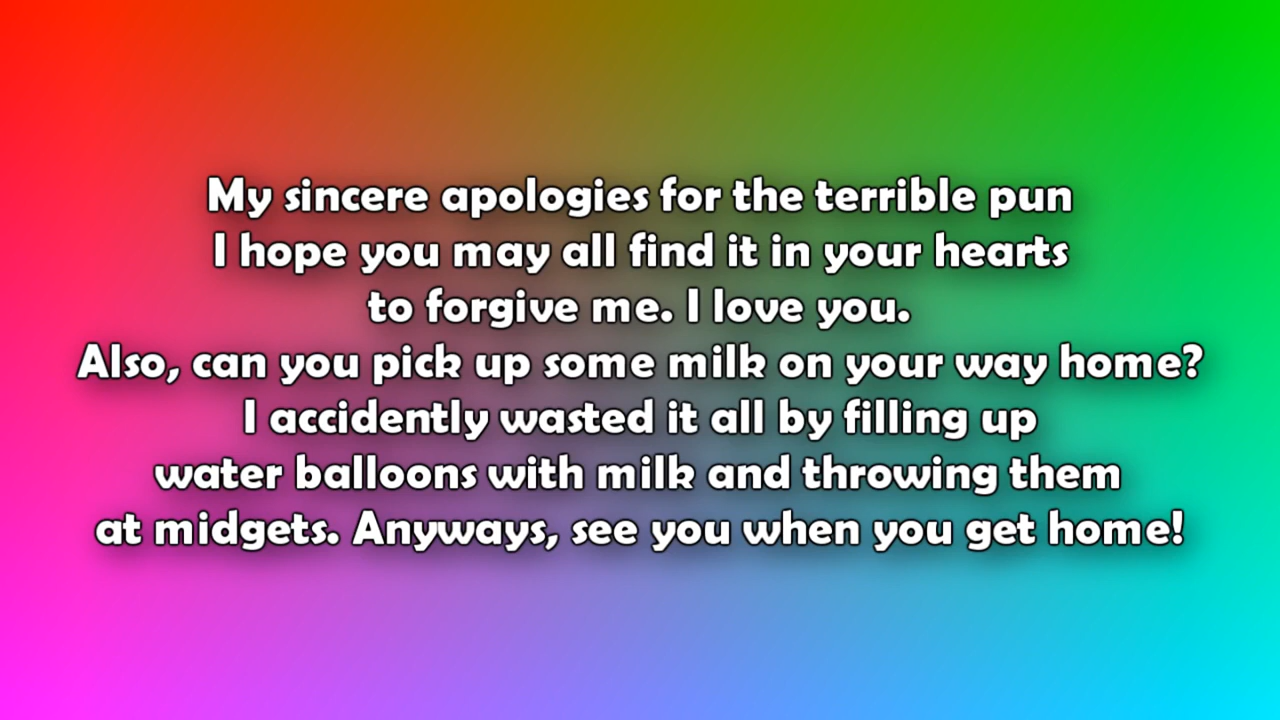 My sincere apologies for the terrible pun
I hope you may all find it in your hearts
to forgive me. I love you.
Also, can you pick up some milk on your way home?
I accidently wasted it all by filling up
water balloons with milk and throwing them
at midgets. Anyways, see you when you get home!